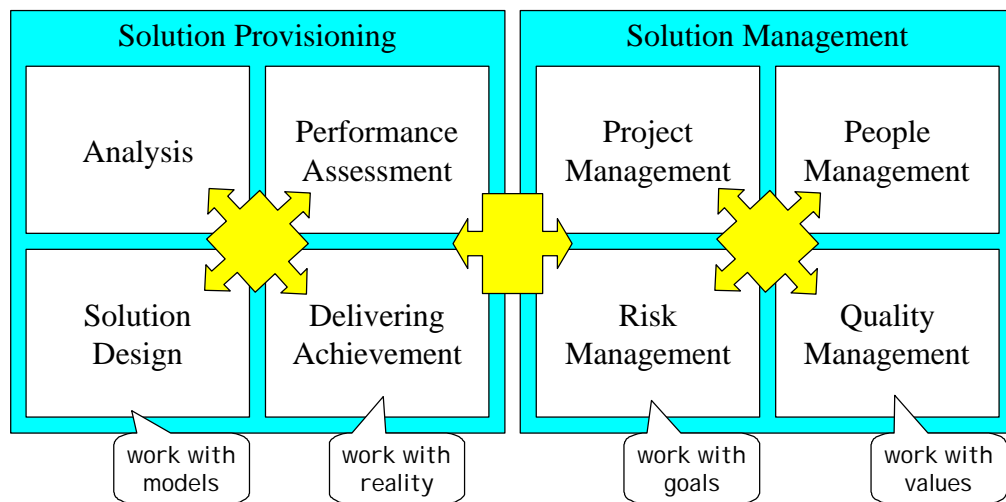 Solution Provisioning
Analysis
Performance
Assessment
Solution
Design
Delivering
Achievement
work with
models
work with
reality
Solution Management
Project
Management
People
Management
Risk
Management
Quality
Management
work with
goals
work with
values